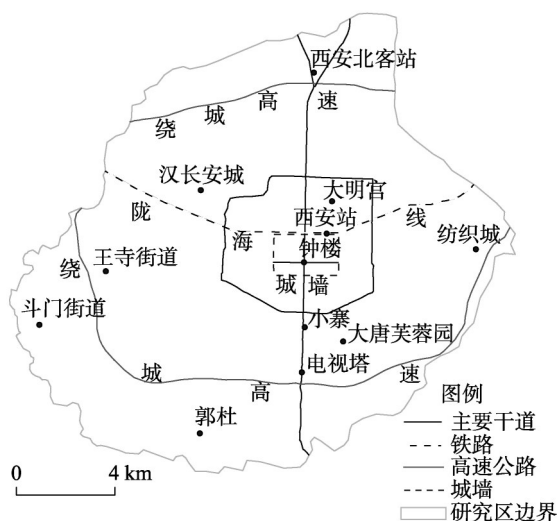 西安北客站
绕城高速
汉长安城
大明宫
陇海线
西安站
纺织城
钟楼
王寺街道
绕城高速
城墙
斗门街道
小寨
大唐芙蓉园
电视塔
郭杜
图例
主要干道
铁路
高速公路
城墙
研究区边界
0 4 km